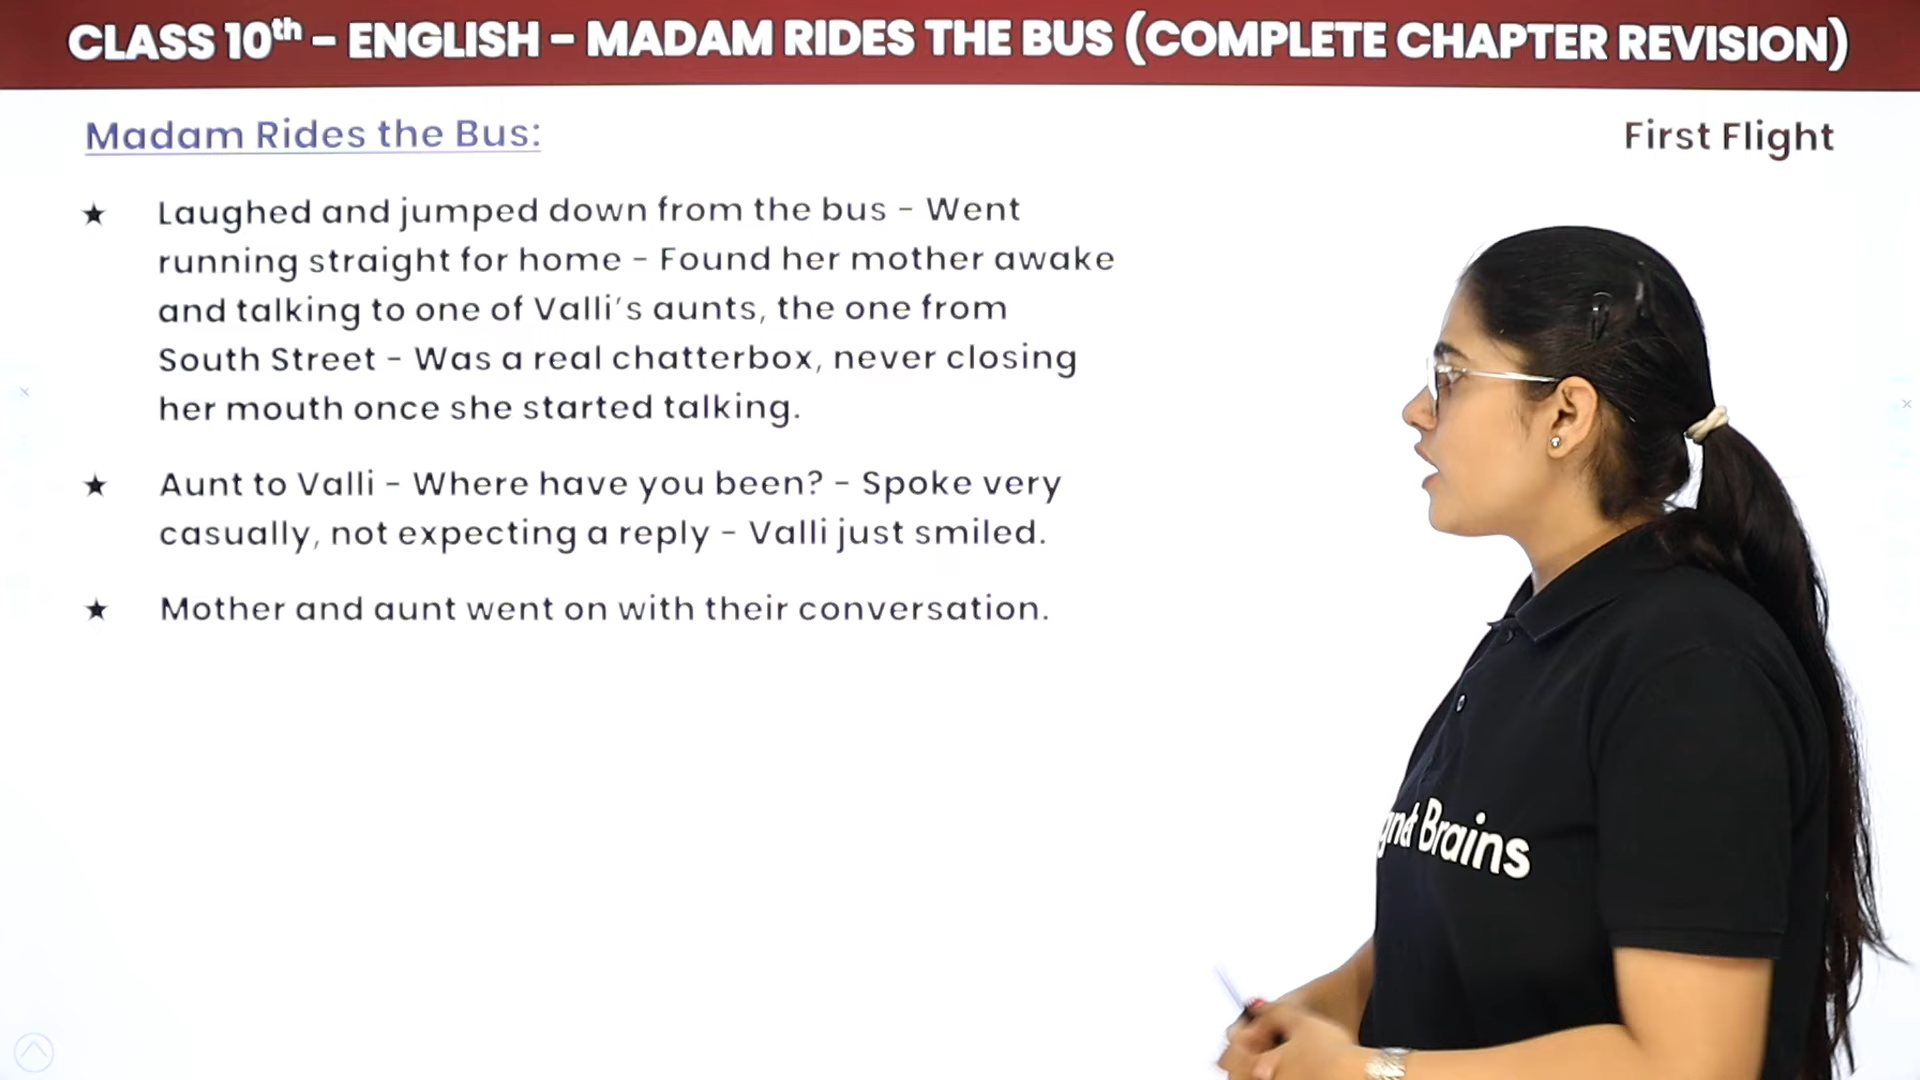 CLASS 10th – ENGLISH – MADAM RIDES THE BUS (COMPLETE CHAPTER REVISION)
Madam Rides the Bus:
First Flight
★ Laughed and jumped down from the bus – Went
running straight for home – Found her mother awake
and talking to one of Valli's aunts, the one from
South Street – Was a real chatterbox, never closing
her mouth once she started talking.
★ Aunt to Valli – Where have you been? – Spoke very
casually, not expecting a reply – Valli just smiled.
★ Mother and aunt went on with their conversation.
Brains